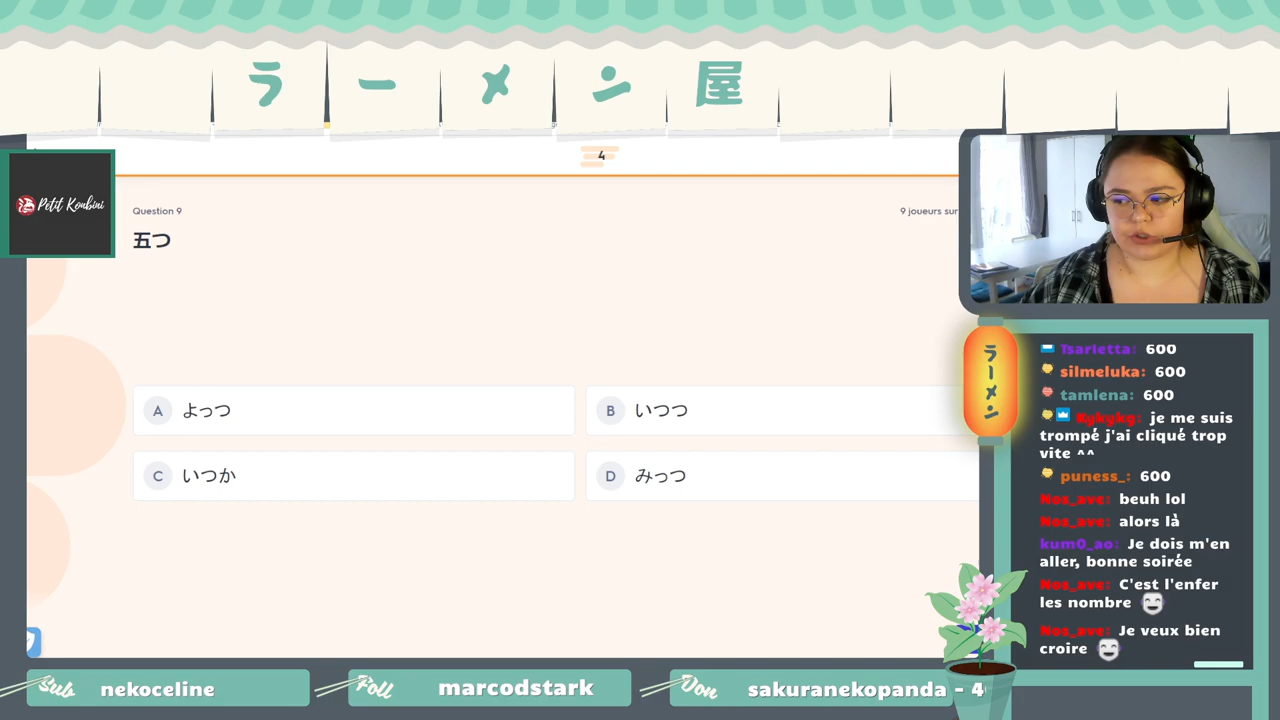 ラーメン屋
4
Petit Konbini
Question 9
9 joueurs sur
五つ
A よっつ
B いつつ
C いつか
D みっつ
ラーメン
Tsarietta: 600
silmeluka: 600
tamlena: 600
Kykyky: je me suis
trompé j'ai cliqué trop
vite ^^
puness_: 600
Nos_ave: beuh lol
Nos_ave: alors là
kum0_ao: Je dois m'en
aller, bonne soirée
Nos_ave: C'est l'enfer
les nombre
Nos_ave: Je veux bien
croire
Sub nekoceline
Foll marcodstark
Don sakuranekopanda - 4